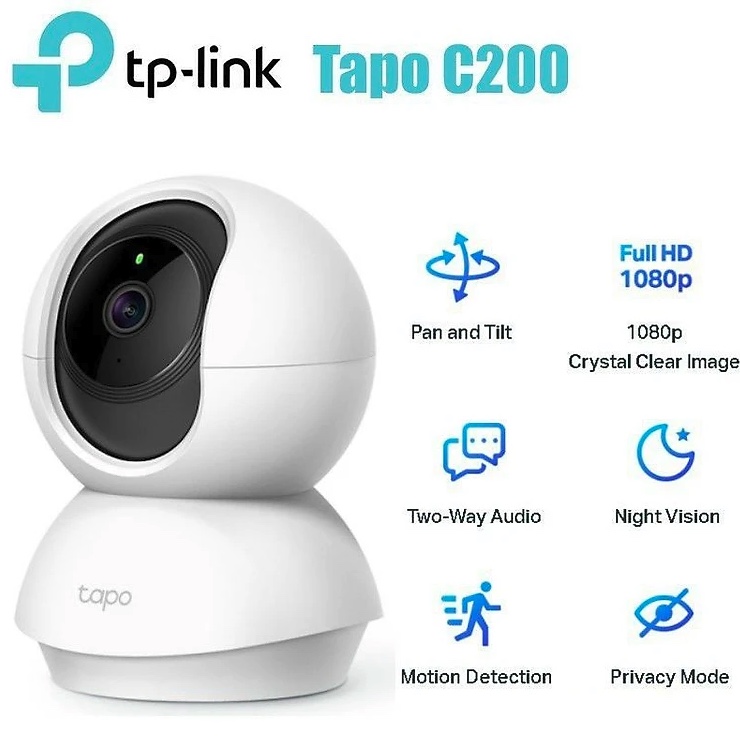 tp-link Tapo C200
Full HD
1080p
Pan and Tilt
1080p
Crystal Clear Image
Two-Way Audio
Night Vision
tapo
Motion Detection
Privacy Mode